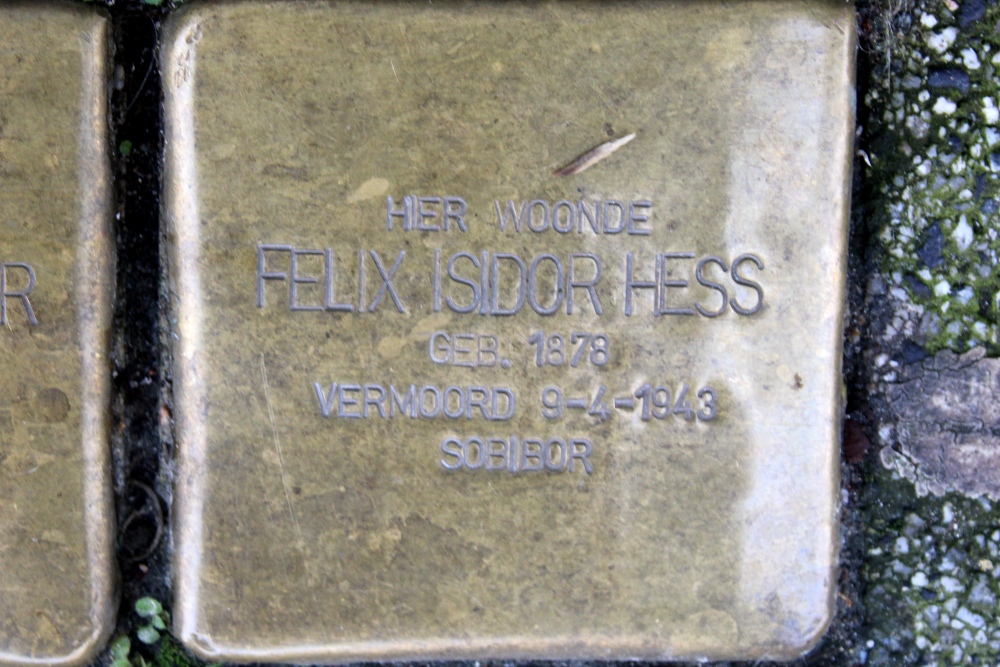 HIER WOONDE
FELIX ISIDOR HESS
GEB. 1878
VERMOORD 9-4-1943
SOBIBOR
R